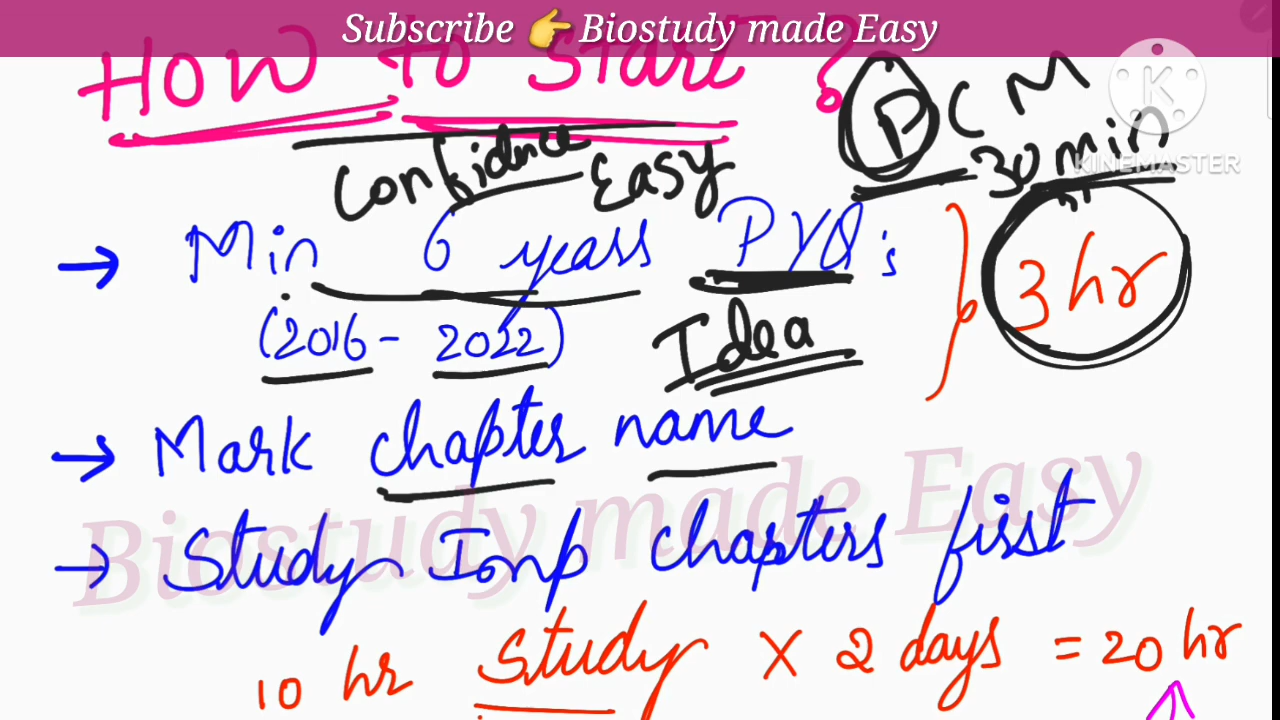 Subscribe 👉 Biostudy made Easy
How to Start ?
P C M
30 min
K
KINEMASTER
Confidence Easy
→ Min 6 years PYQ's } 3 hr
(2016 - 2022) Idea
→ Mark chapter name
Biostudy made Easy
→ Study Imp chapters first
10 hr Study × 2 days = 20 hr